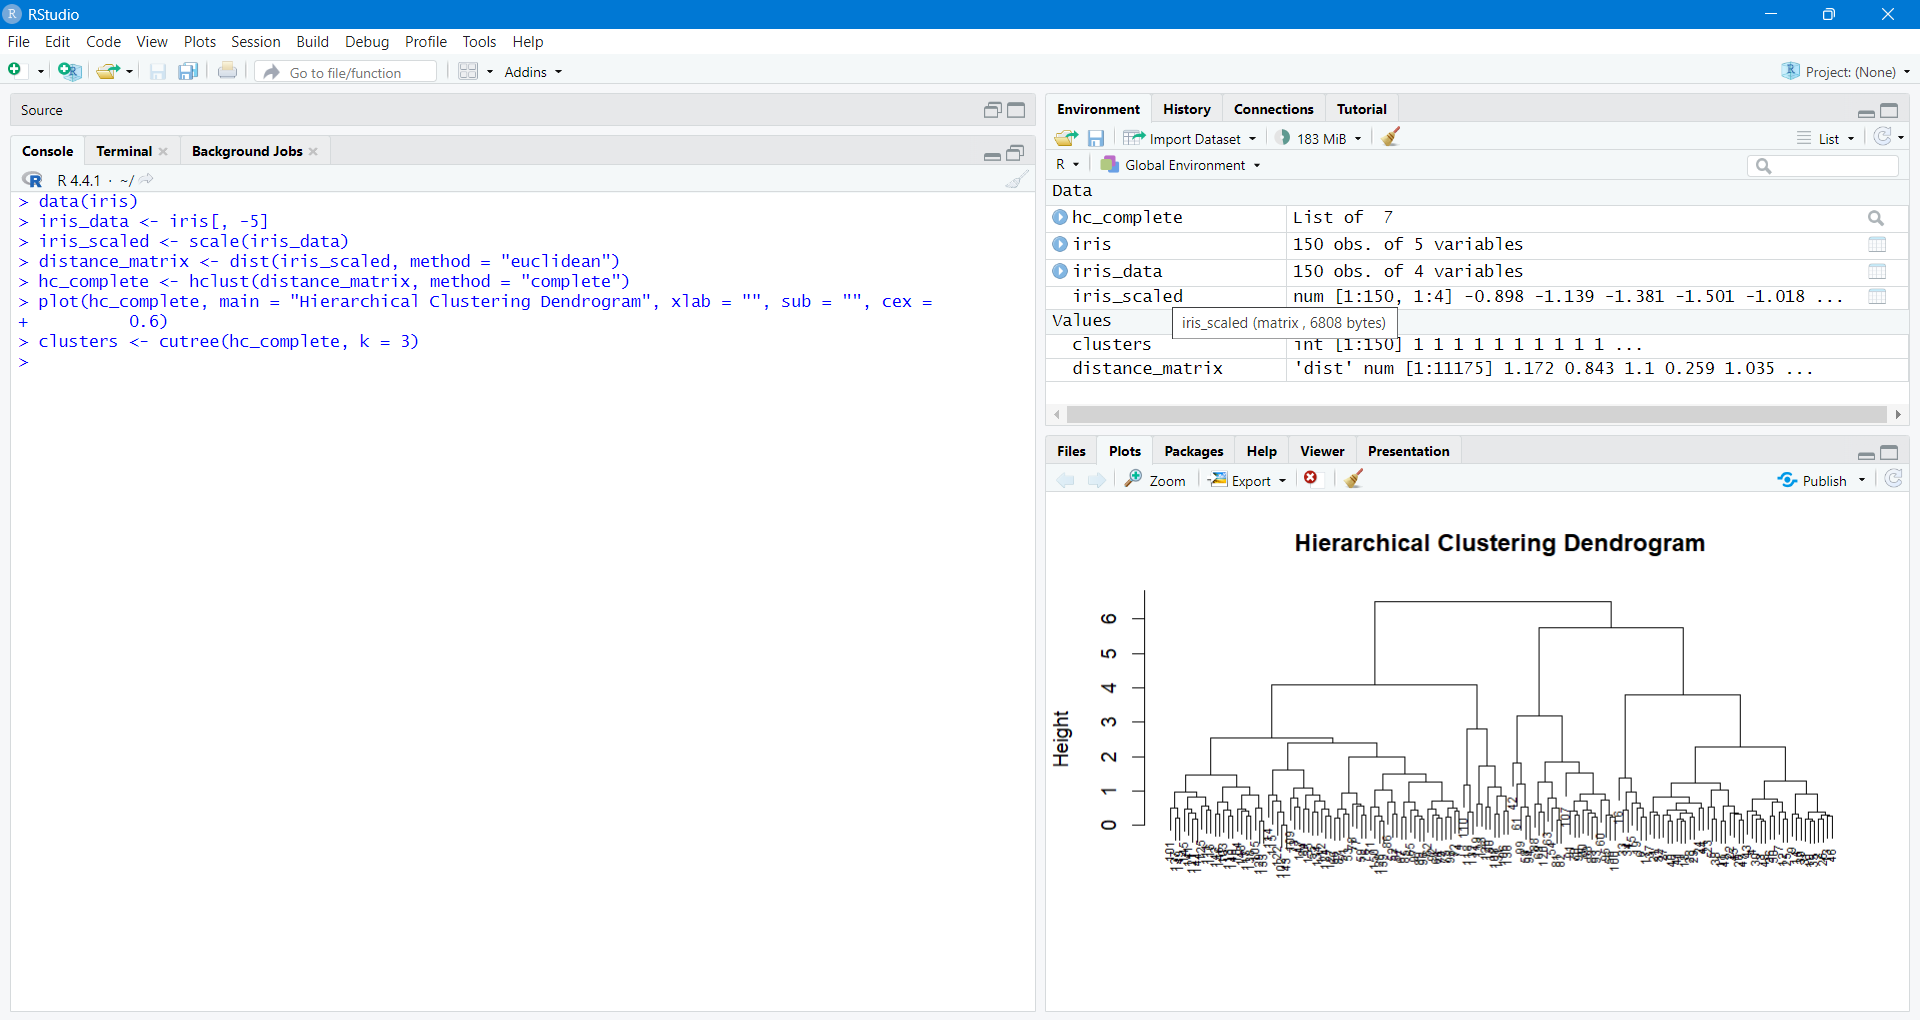 RStudio
File Edit Code View Plots Session Build Debug Profile Tools Help
Go to file/function Addins Project: (None)
Source
Console Terminal Background Jobs
R 4.4.1 · ~/
> data(iris)
> iris_data <- iris[, -5]
> iris_scaled <- scale(iris_data)
> distance_matrix <- dist(iris_scaled, method = "euclidean")
> hc_complete <- hclust(distance_matrix, method = "complete")
> plot(hc_complete, main = "Hierarchical Clustering Dendrogram", xlab = "", sub = "", cex =
+ 0.6)
> clusters <- cutree(hc_complete, k = 3)
>
Environment History Connections Tutorial
Import Dataset 183 MiB List
R Global Environment
Data
hc_complete List of 7
iris 150 obs. of 5 variables
iris_data 150 obs. of 4 variables
iris_scaled num [1:150, 1:4] -0.898 -1.139 -1.381 -1.501 -1.018 ...
Values
iris_scaled (matrix , 6808 bytes)
clusters int [1:150] 1 1 1 1 1 1 1 1 1 1 ...
distance_matrix 'dist' num [1:11175] 1.172 0.843 1.1 0.259 1.035 ...
Files Plots Packages Help Viewer Presentation
Zoom Export Publish
Hierarchical Clustering Dendrogram
Height
6
5
4
3
2
1
0